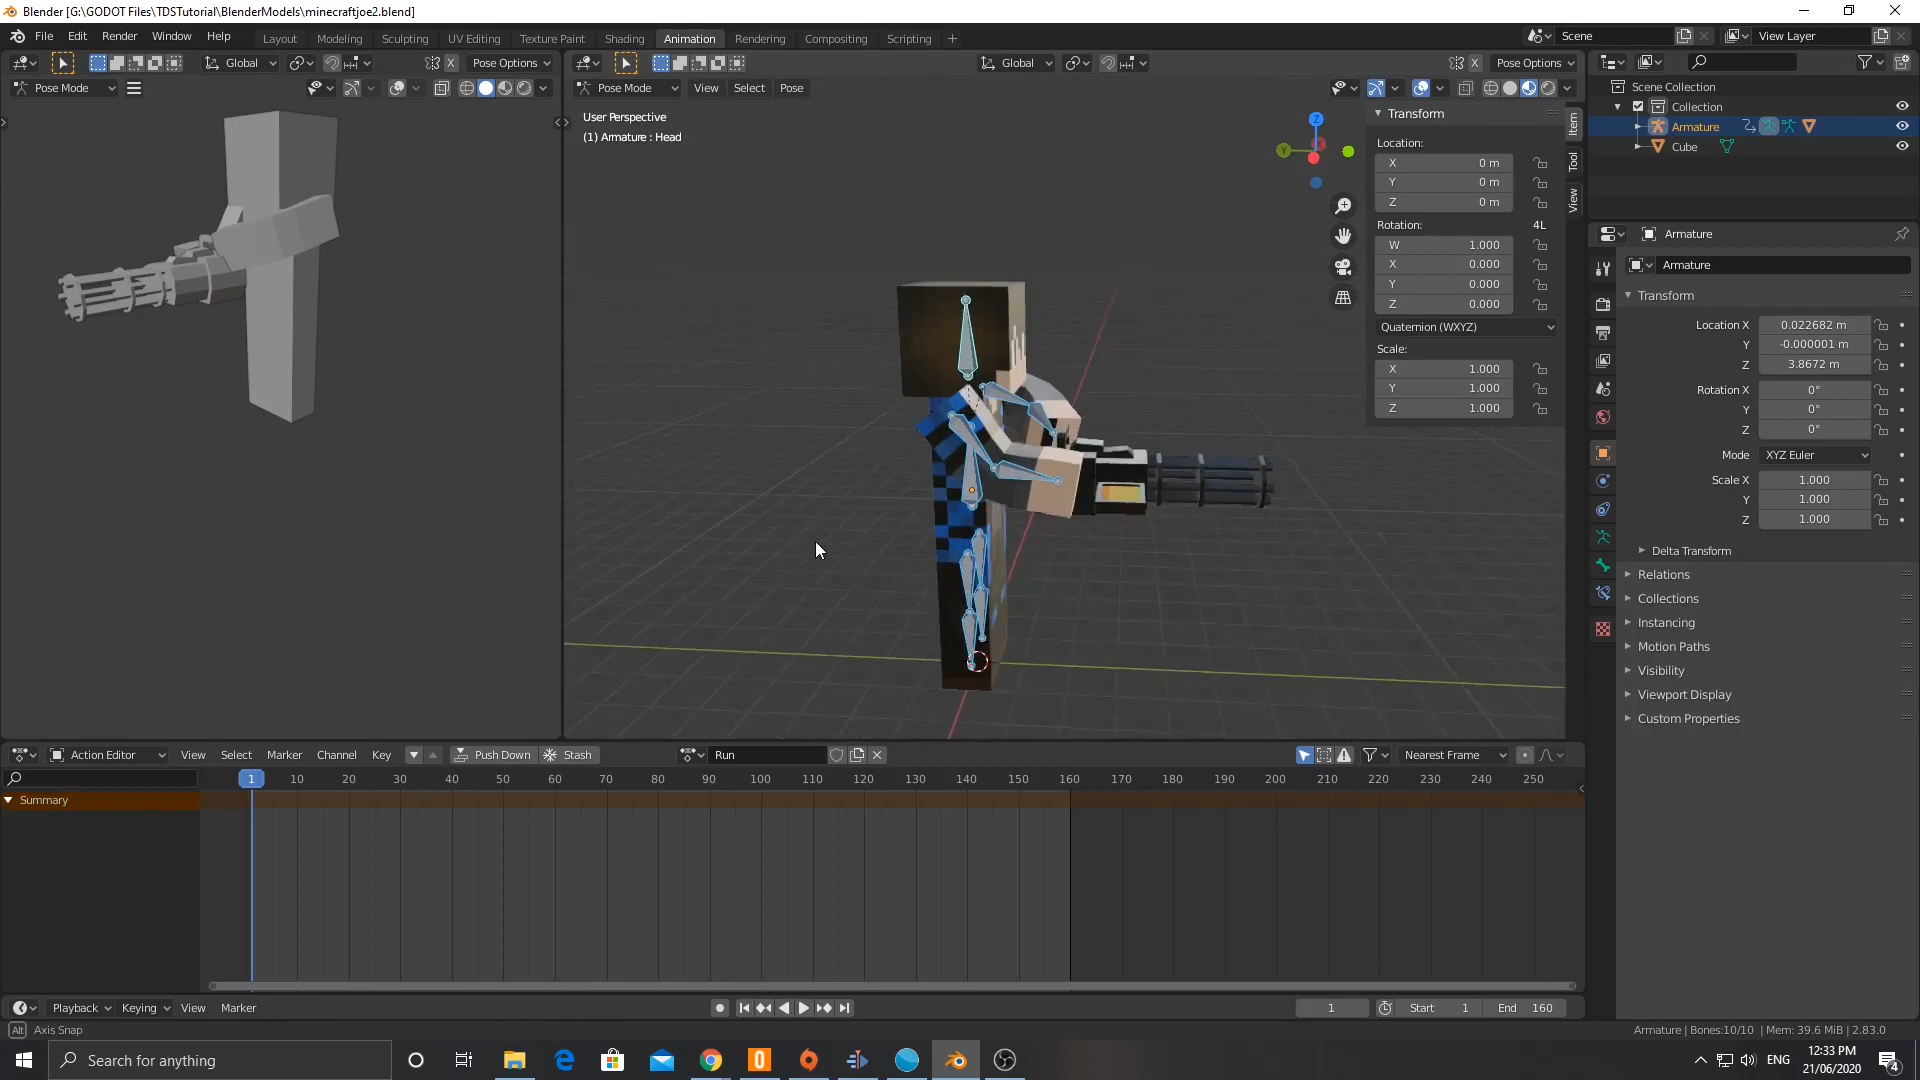 Blender [G:\GODOT Files\TDSTutorial\BlenderModels\minecraftjoe2.blend]
File Edit Render Window Help Layout Modeling Sculpting UV Editing Texture Paint Shading Animation Rendering Compositing Scripting + Scene View Layer
Global Pose Options Global Pose Options
Pose Mode Pose Mode View Select Pose
User Perspective
(1) Armature : Head
Z
Y
Transform
Location:
X 0 m
Y 0 m
Z 0 m
Rotation: 4L
W 1.000
X 0.000
Y 0.000
Z 0.000
Quaternion (WXYZ)
Scale:
X 1.000
Y 1.000
Z 1.000
Item
Tool
View
Scene Collection
Collection
Armature
Cube
Armature
Armature
Transform
Location X 0.022682 m
Y -0.000001 m
Z 3.8672 m
Rotation X 0°
Y 0°
Z 0°
Mode XYZ Euler
Scale X 1.000
Y 1.000
Z 1.000
Delta Transform
Relations
Collections
Instancing
Motion Paths
Visibility
Viewport Display
Custom Properties
Action Editor View Select Marker Channel Key Push Down Stash Run Nearest Frame
1 10 20 30 40 50 60 70 80 90 100 110 120 130 140 150 160 170 180 190 200 210 220 230 240 250
Summary
Playback Keying View Marker 1 Start 1 End 160
Alt Axis Snap Armature | Bones:10/10 | Mem: 39.6 MiB | 2.83.0
Search for anything ENG 12:33 PM
21/06/2020 4